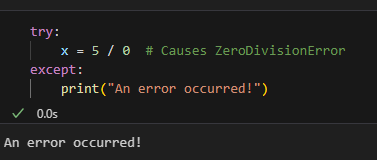 try:
    x = 5 / 0  # Causes ZeroDivisionError
except:
    print("An error occurred!")
0.0s
An error occurred!